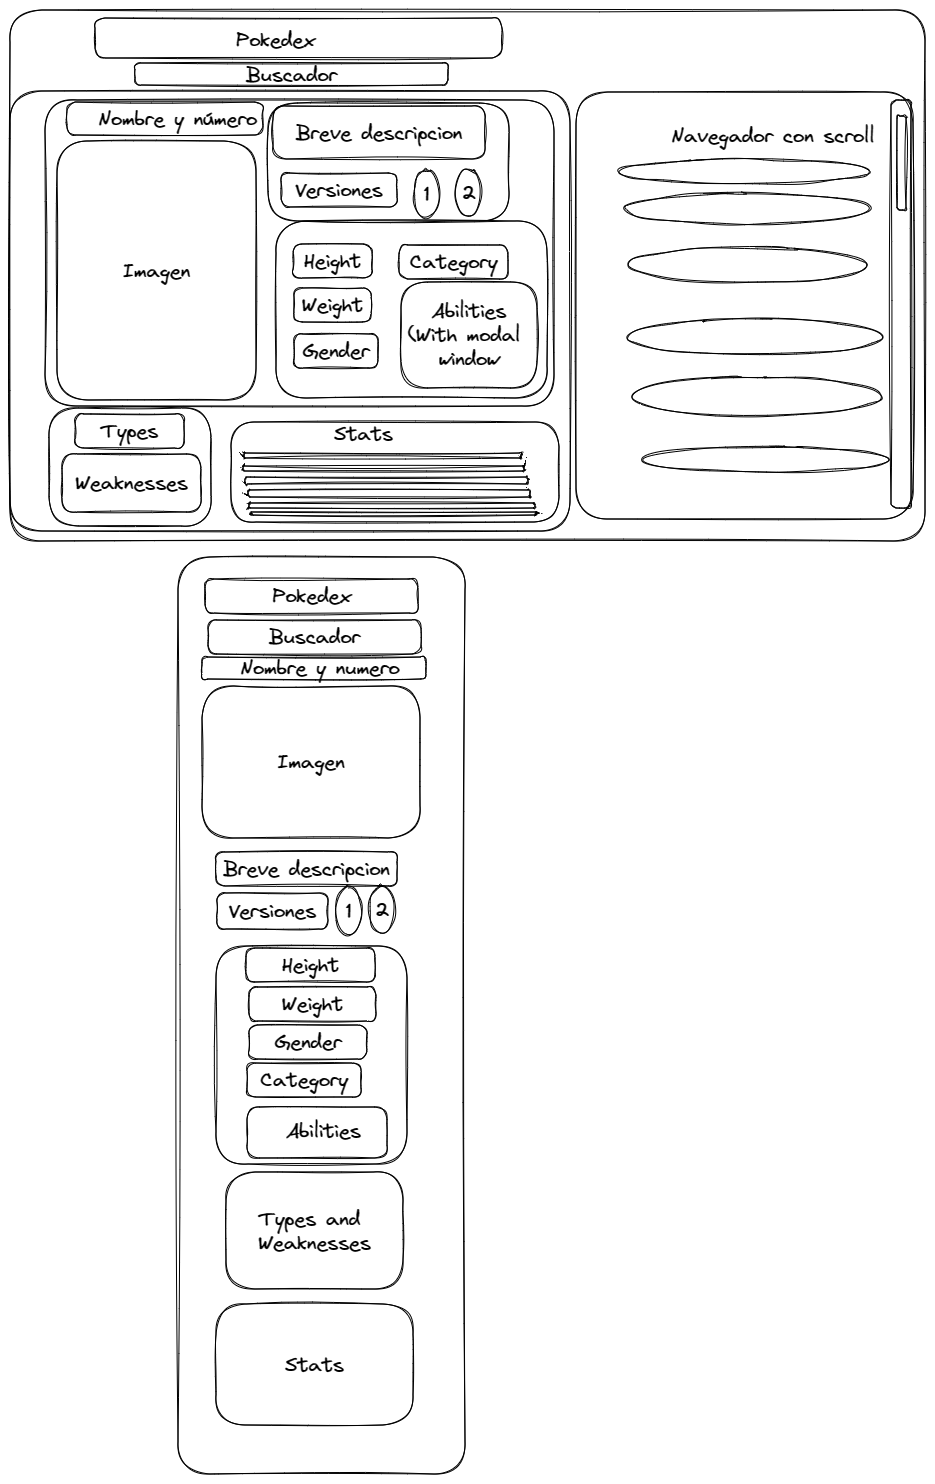 Pokedex
Buscador
Nombre y número
Breve descripcion
Versiones
1
2
Imagen
Height
Category
Weight
Abilities
(With modal
window
Gender
Types
Weaknesses
Stats
Navegador con scroll
Pokedex
Buscador
Nombre y numero
Imagen
Breve descripcion
Versiones
1
2
Height
Weight
Gender
Category
Abilities
Types and
Weaknesses
Stats